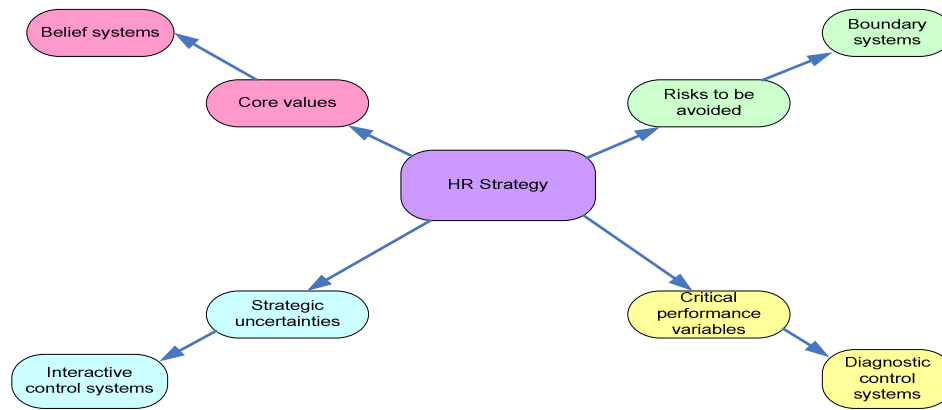 Belief systems
Boundary
systems
Core values
Risks to be
avoided
HR Strategy
Strategic
uncertainties
Critical
performance
variables
Interactive
control systems
Diagnostic
control
systems